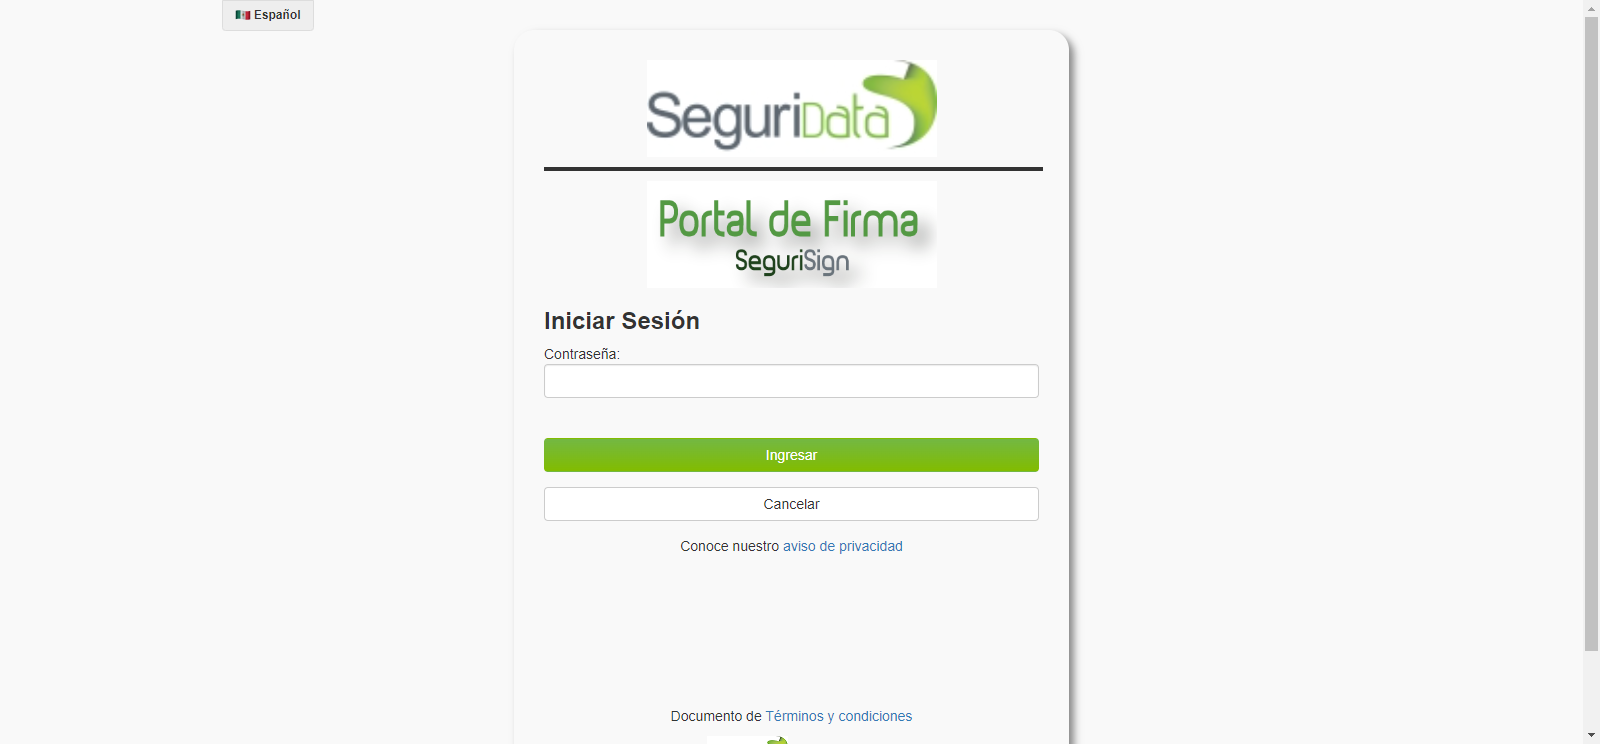 Español
SeguriData
Portal de Firma
SeguriSign
Iniciar Sesión
Contraseña:
Ingresar
Cancelar
Conoce nuestro aviso de privacidad
Documento de Términos y condiciones